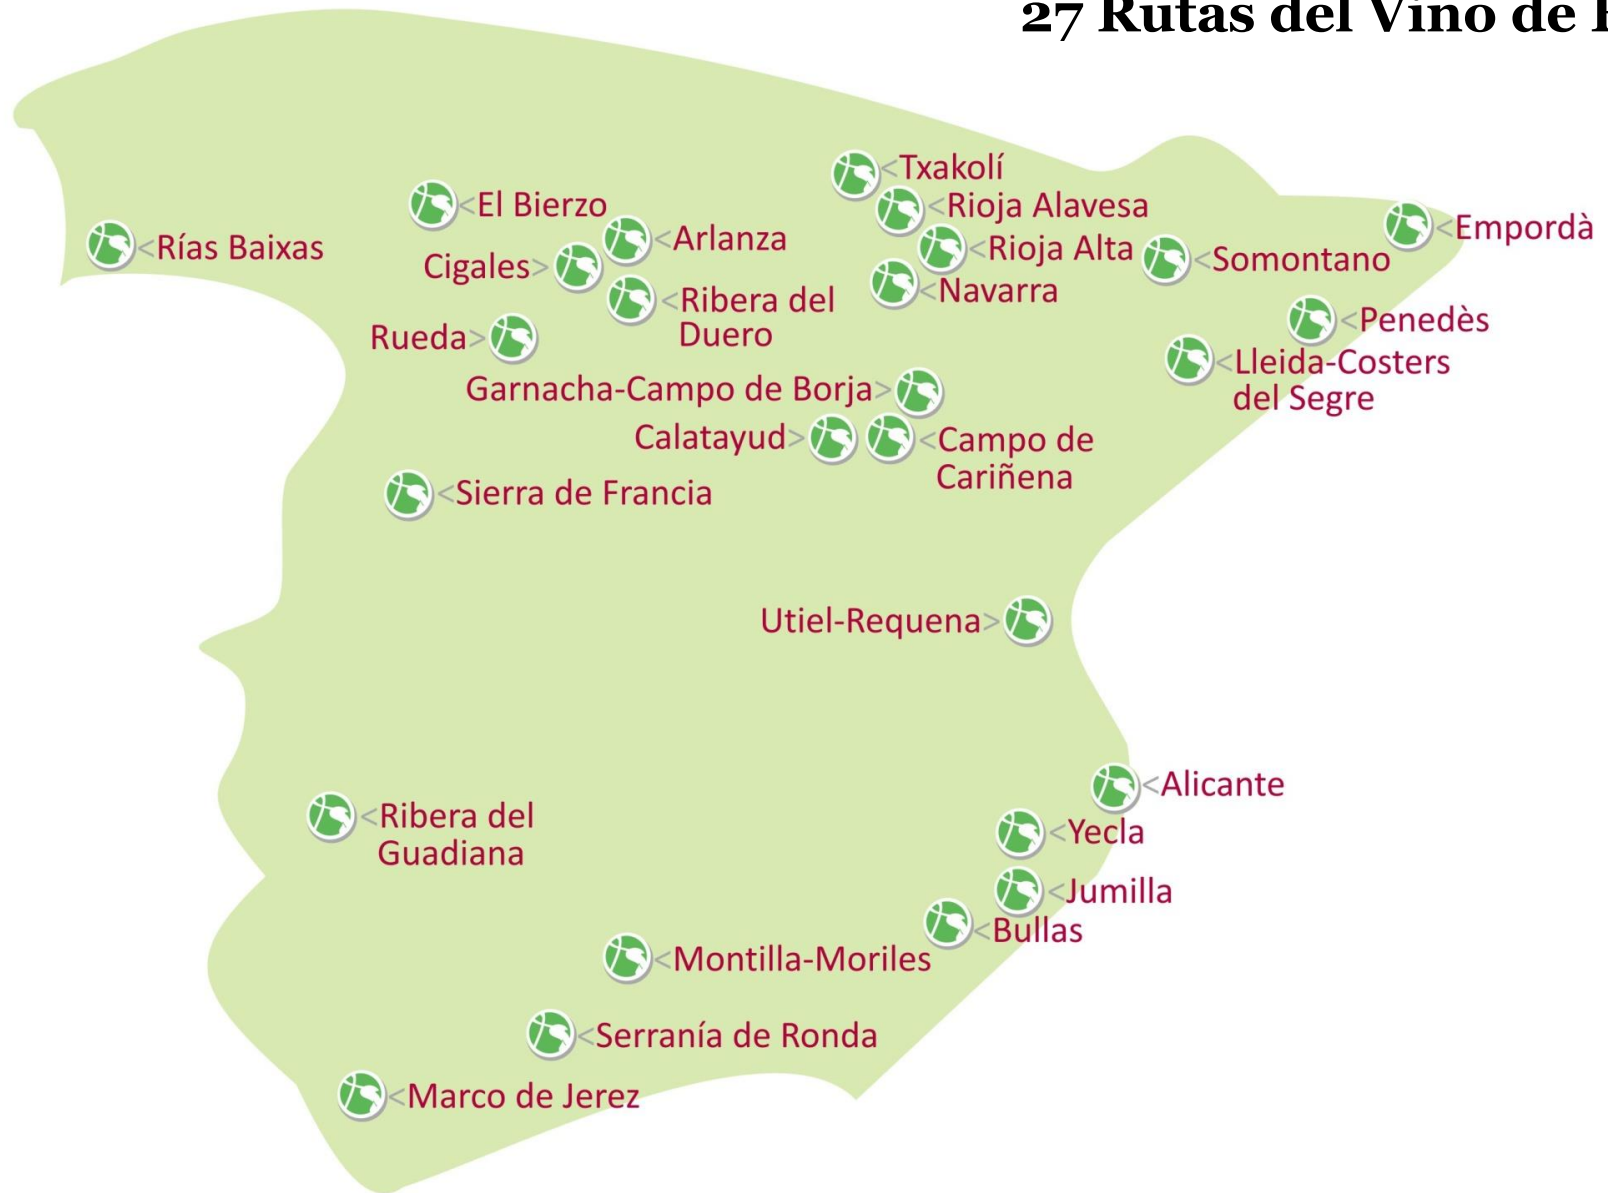 27 Rutas del Vino de
<Txakolí
<El Bierzo
<Rioja Alavesa
<Empordà
<Rías Baixas
<Arlanza
<Rioja Alta
<Somontano
Cigales>
<Navarra
<Ribera del
Duero
<Penedès
Rueda>
<Lleida-Costers
del Segre
Garnacha-Campo de Borja>
Calatayud>
<Campo de
Cariñena
<Sierra de Francia
Utiel-Requena>
<Alicante
<Ribera del
Guadiana
<Yecla
<Jumilla
<Bullas
<Montilla-Moriles
<Serranía de Ronda
<Marco de Jerez